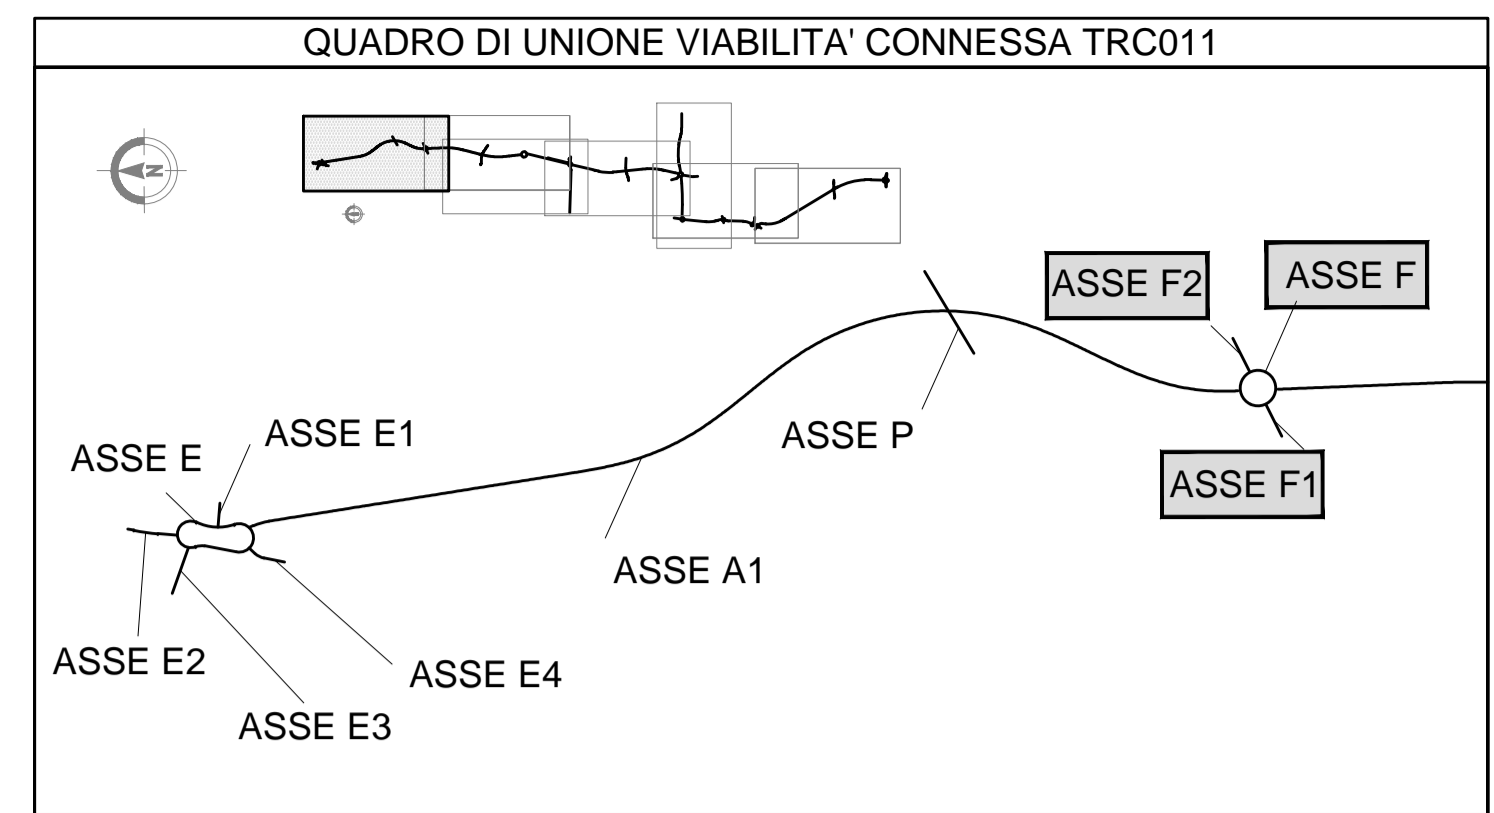 QUADRO DI UNIONE VIABILITA' CONNESSA TRC011
N
ASSE F2
ASSE F
ASSE E1
ASSE P
ASSE E
ASSE F1
ASSE A1
ASSE E2
ASSE E4
ASSE E3